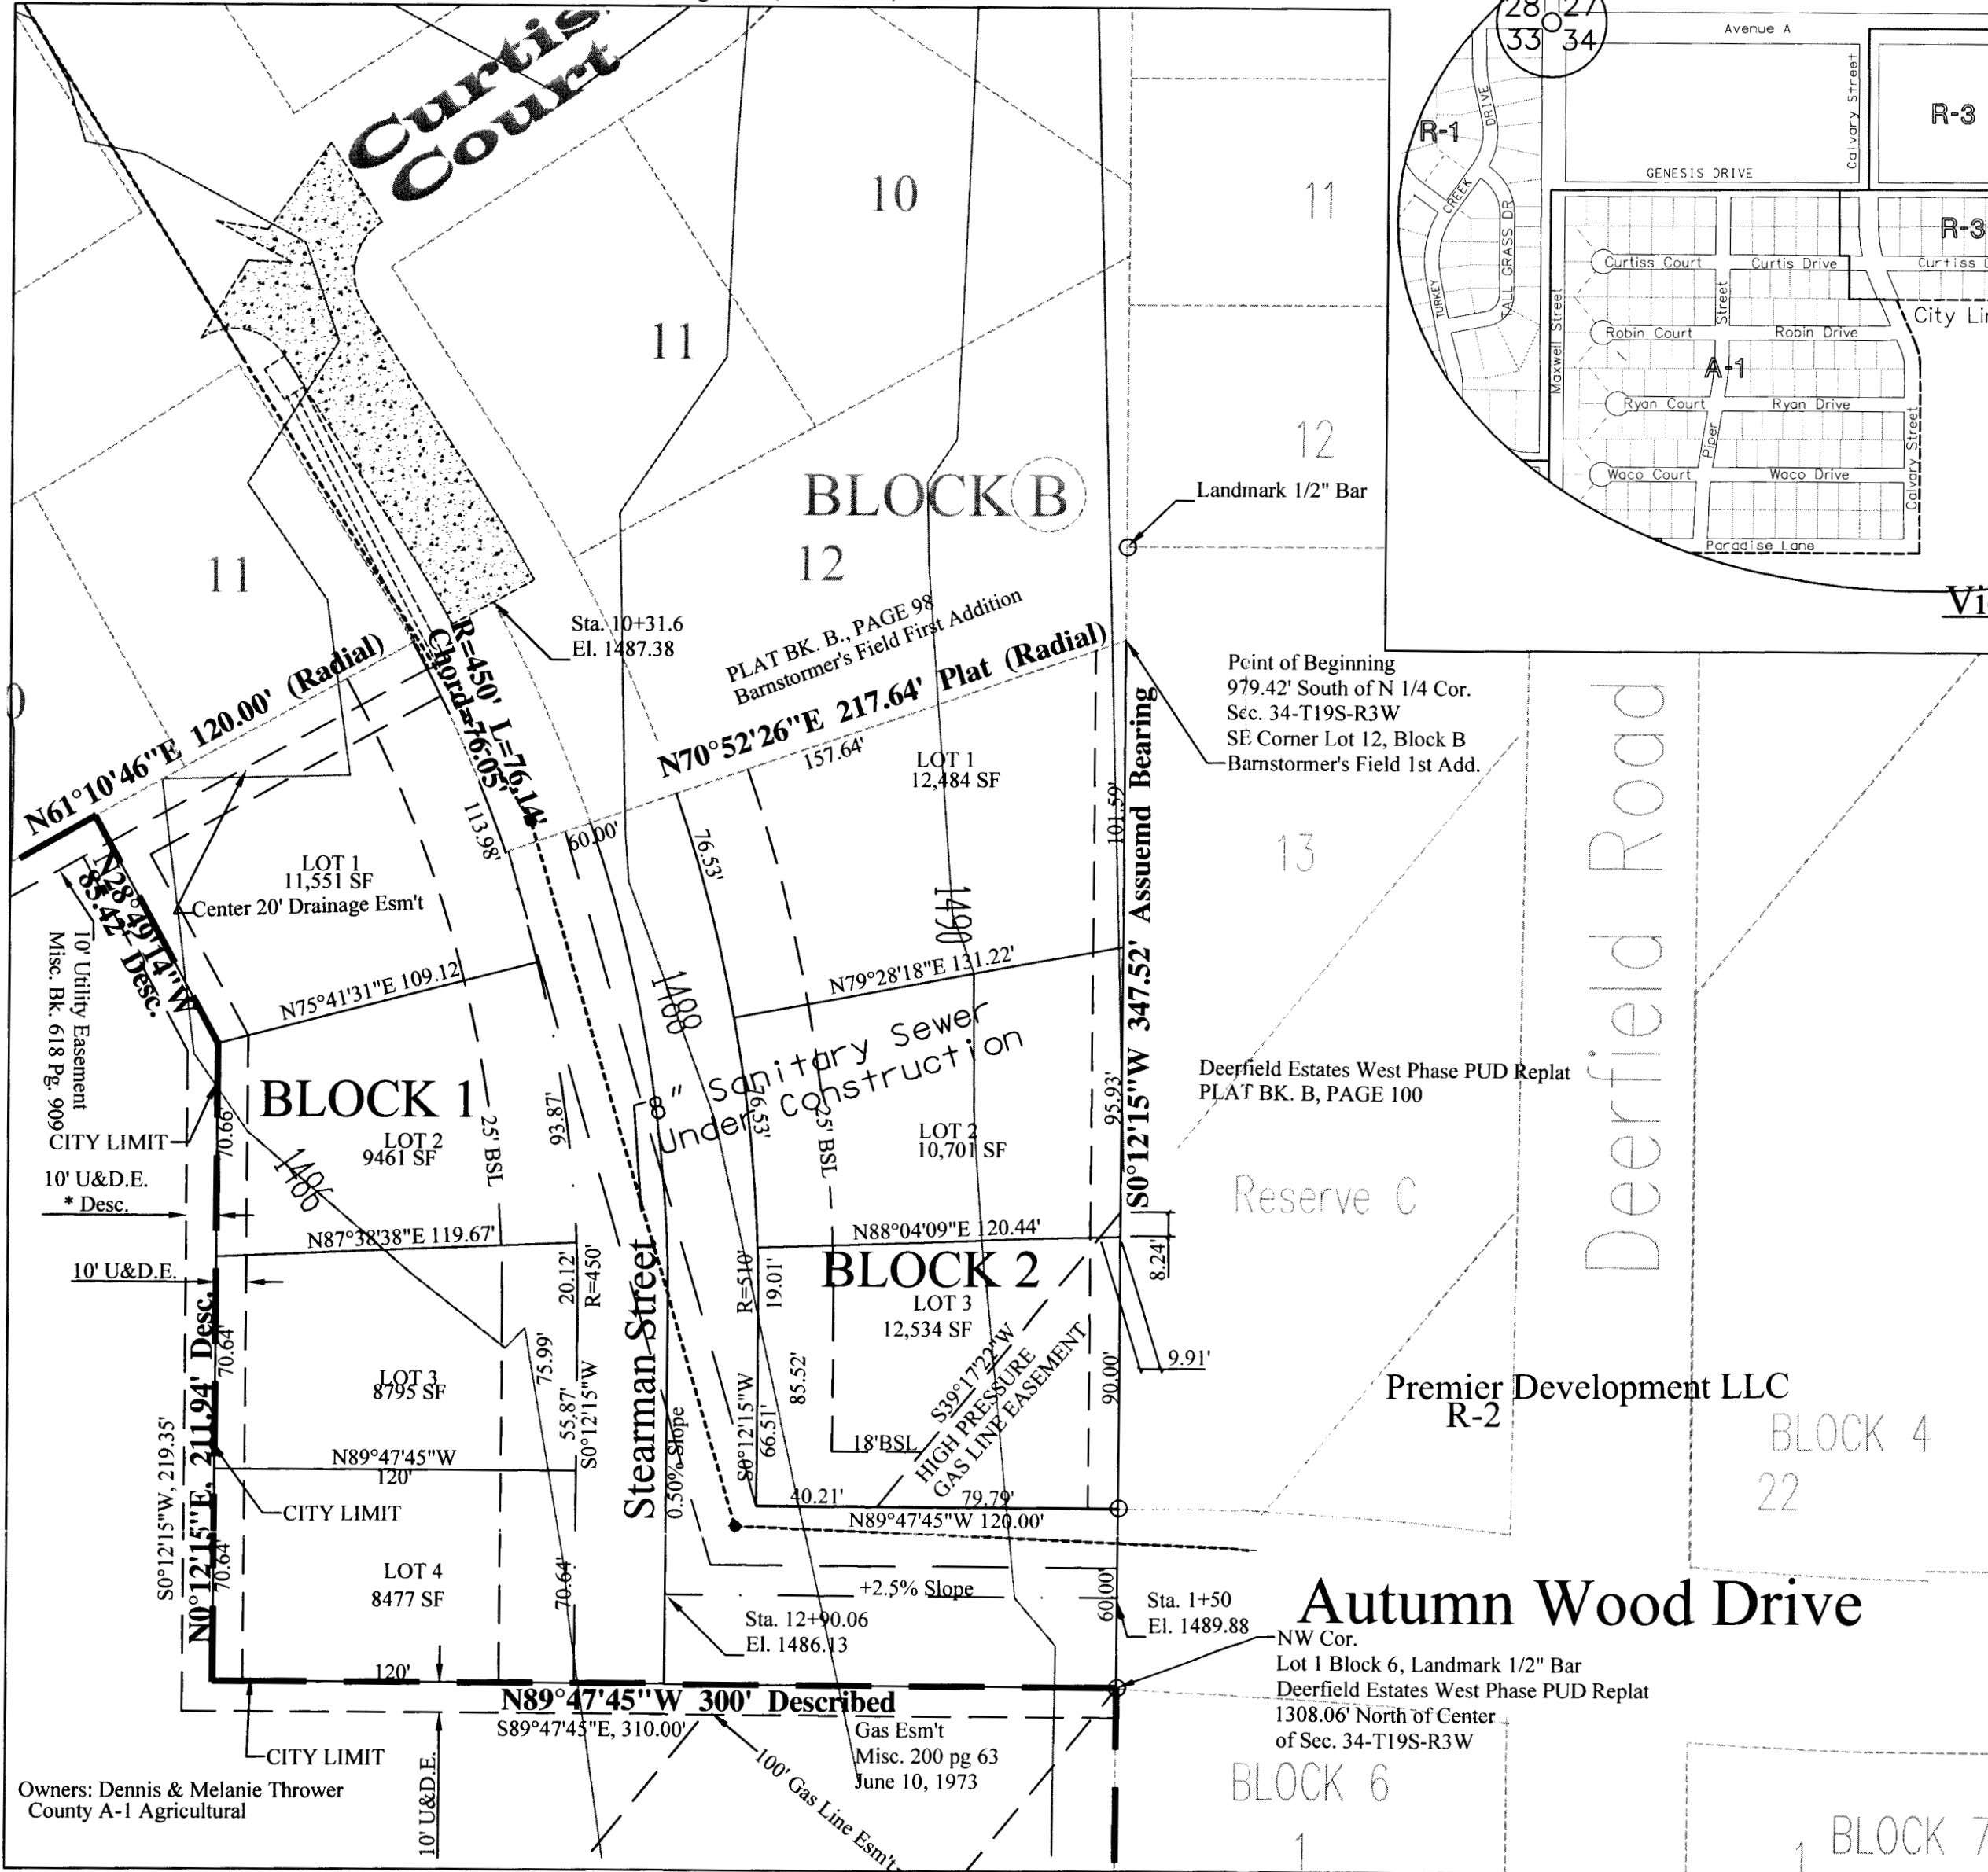 Curtis
Court
10
11
11
12
11
BLOCK B
12
Landmark 1/2" Bar
Sta. 10+31.6
El. 1487.38
PLAT BK. B., PAGE 98
Barnstormer's Field First Addition
N61°10'46"E 120.00' (Radial)
R=450' L=76.14'
Chord=76.05'
N70°52'26"E 217.64' Plat (Radial)
157.64'
60.00'
Point of Beginning
979.42' South of N 1/4 Cor.
Sec. 34-T19S-R3W
SE Corner Lot 12, Block B
Barnstormer's Field 1st Add.
LOT 1
12,484 SF
101.59'
S0°12'15"W 347.52' Assuemd Bearing
113.98'
76.53'
LOT 1
11,551 SF
Center 20' Drainage Esm't
N28°49'14"W
85.42' Desc.
10' Utility Easement
Misc. Bk. 618 Pg. 909
N75°41'31"E 109.12
1490
1488
N79°28'18"E 131.22'
8" Sanitary Sewer
Under Construction
13
Deerfield Road
Deerfield Estates West Phase PUD Replat
PLAT BK. B, PAGE 100
Reserve C
BLOCK 1
CITY LIMIT
70.66'
LOT 2
9461 SF
25' BSL
93.87'
76.53'
25' BSL
LOT 2
10,701 SF
95.93'
10' U&D.E.
* Desc.
1486
N87°38'38"E 119.67'
N88°04'09"E 120.44'
10' U&D.E.
20.12'
R=450'
Stearman Street
R=510'
19.01'
BLOCK 2
LOT 3
12,534 SF
8.24'
9.91'
90.00'
N0°12'15"E, 211.94' Desc.
S0°12'15"W, 219.35'
70.64'
LOT 3
8795 SF
75.99'
55.87'
S0°12'15"W
0.50% Slope
S0°12'15"W
66.51'
85.52'
18'BSL
S39°17'22"W
HIGH PRESSURE
GAS LINE EASEMENT
Premier Development LLC
R-2
BLOCK 4
22
N89°47'45"W
120'
CITY LIMIT
40.21'
79.79'
N89°47'45"W 120.00'
70.64'
LOT 4
8477 SF
70.64'
+2.5% Slope
60.00'
Sta. 12+90.06
El. 1486.13
Sta. 1+50
El. 1489.88
Autumn Wood Drive
NW Cor.
Lot 1 Block 6, Landmark 1/2" Bar
Deerfield Estates West Phase PUD Replat
1308.06' North of Center
of Sec. 34-T19S-R3W
120'
N89°47'45"W 300' Described
S89°47'45"E, 310.00'
CITY LIMIT
10' U&D.E.
Gas Esm't
Misc. 200 pg 63
June 10, 1973
100' Gas Line Esm't
Owners: Dennis & Melanie Thrower
County A-1 Agricultural
BLOCK 6
1
1
BLOCK 7
28 27
33 34
Avenue A
Calvary Street
R-3
R-1
DRIVE
CREEK
TURKEY
TALL GRASS DR
GENESIS DRIVE
R-3
Curtiss Court
Curtis Drive
Curtiss
Maxwell Street
Street
City
Robin Court
Robin Drive
A-1
Ryan Court
Ryan Drive
Piper
Calvary Street
Waco Court
Waco Drive
Paradise Lane